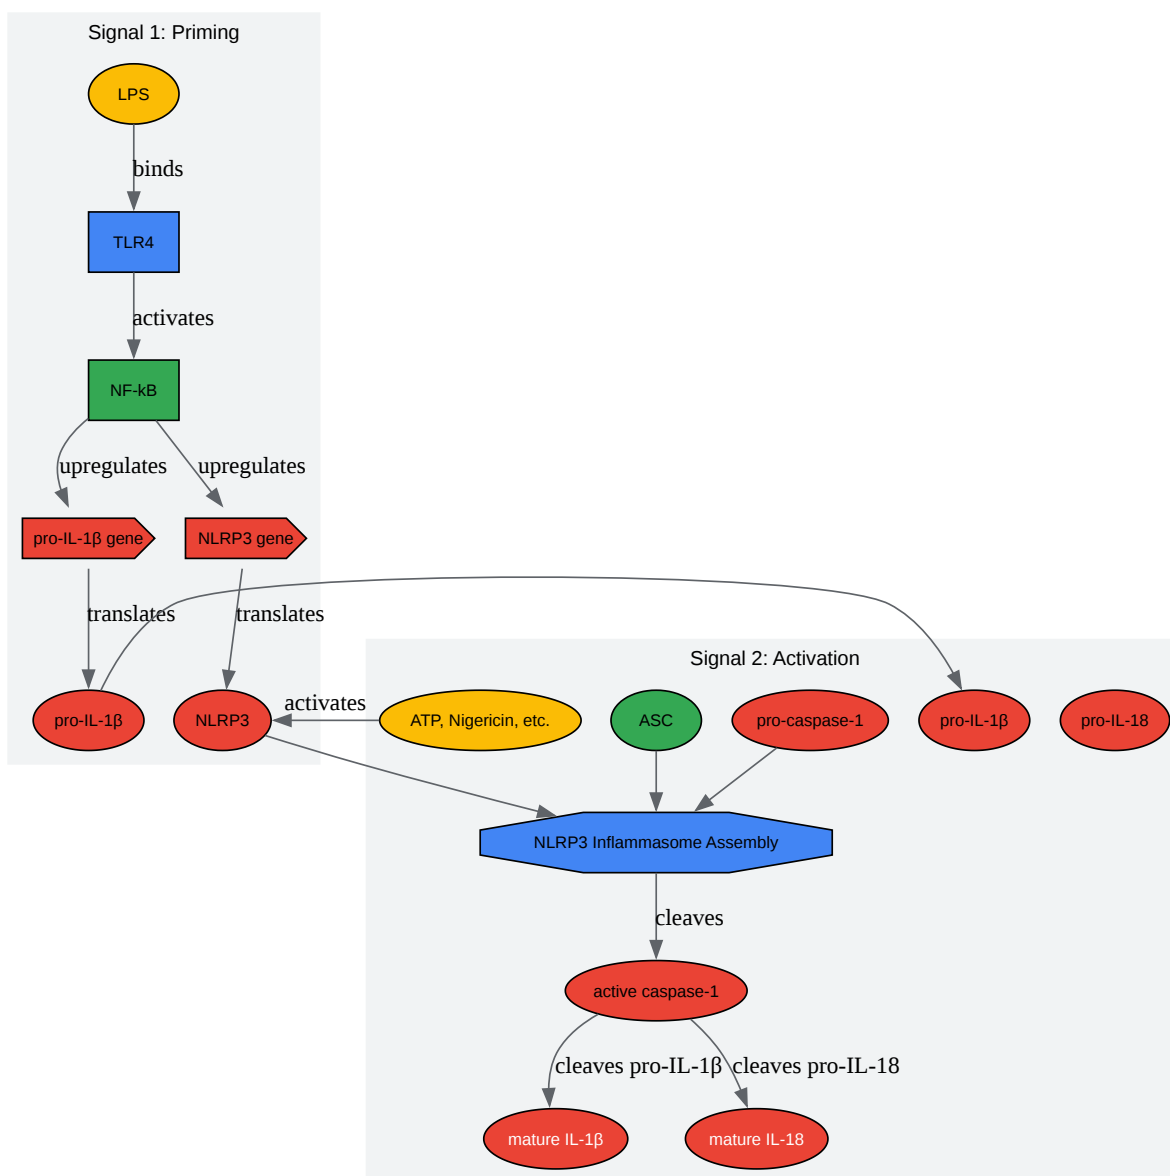 Signal 1: Priming
LPS
binds
TLR4
activates
NF-kB
upregulates
upregulates
pro-IL-1β gene
NLRP3 gene
translates
translates
Signal 2: Activation
pro-IL-1β
NLRP3
activates
ATP, Nigericin, etc.
ASC
pro-caspase-1
pro-IL-1β
pro-IL-18
NLRP3 Inflammasome Assembly
cleaves
active caspase-1
cleaves pro-IL-1β
cleaves pro-IL-18
mature IL-1β
mature IL-18